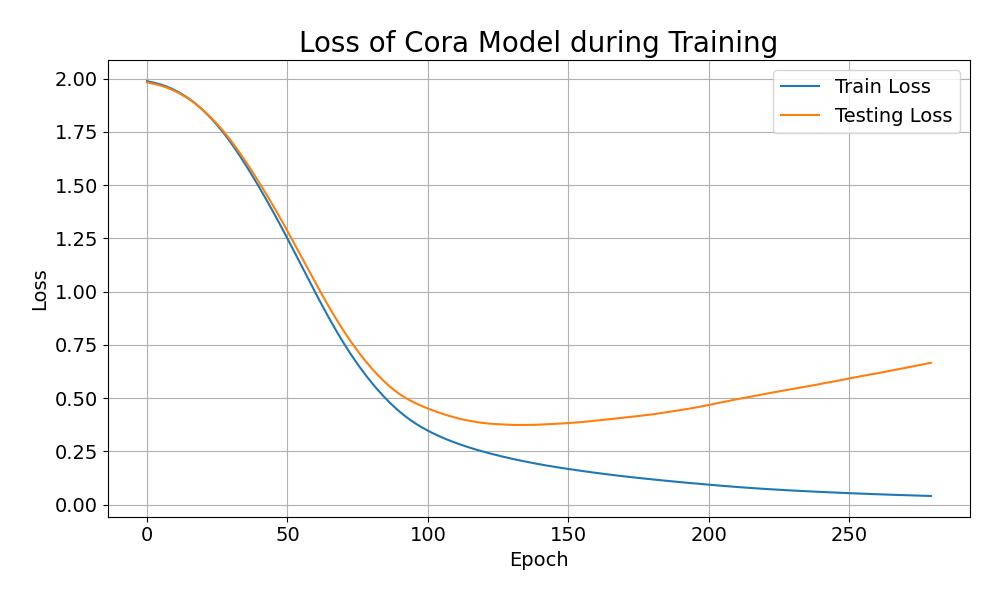 Loss of Cora Model during Training
Train Loss
Testing Loss
2.00
1.75
1.50
1.25
1.00
0.75
0.50
0.25
0.00
Loss
0 50 100 150 200 250
Epoch